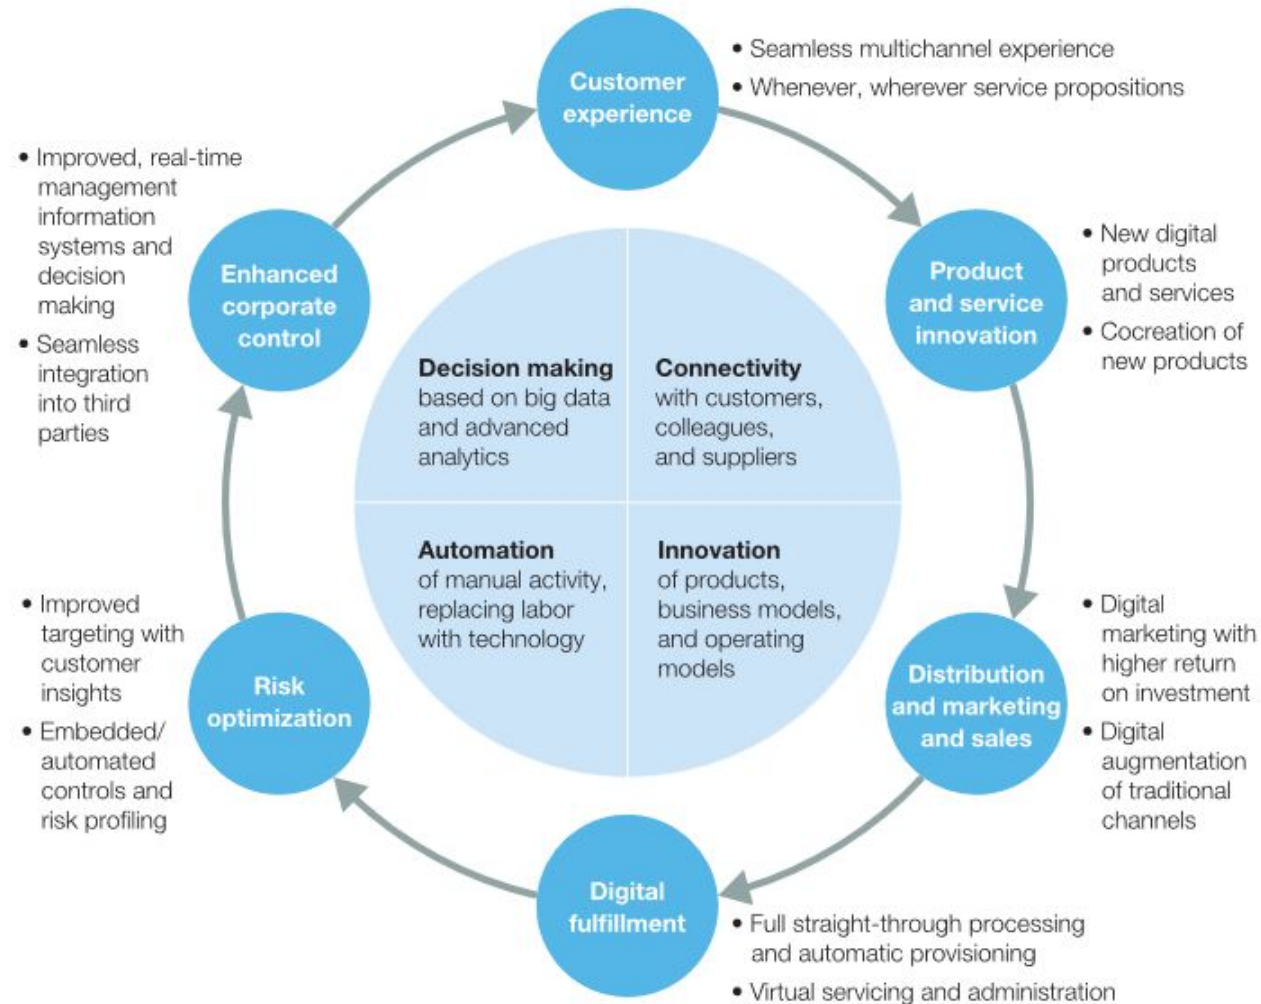 Customer
experience
• Seamless multichannel experience
• Whenever, wherever service propositions
Product
and service
innovation
• New digital
products
and services
• Cocreation of
new products
Distribution
and marketing
and sales
• Digital
marketing with
higher return
on investment
• Digital
augmentation
of traditional
channels
Digital
fulfillment
• Full straight-through processing
and automatic provisioning
• Virtual servicing and administration
Risk
optimization
• Improved
targeting with
customer
insights
• Embedded/
automated
controls and
risk profiling
Enhanced
corporate
control
• Improved, real-time
management
information
systems and
decision
making
• Seamless
integration
into third
parties
Decision making
based on big data
and advanced
analytics
Connectivity
with customers,
colleagues,
and suppliers
Automation
of manual activity,
replacing labor
with technology
Innovation
of products,
business models,
and operating
models